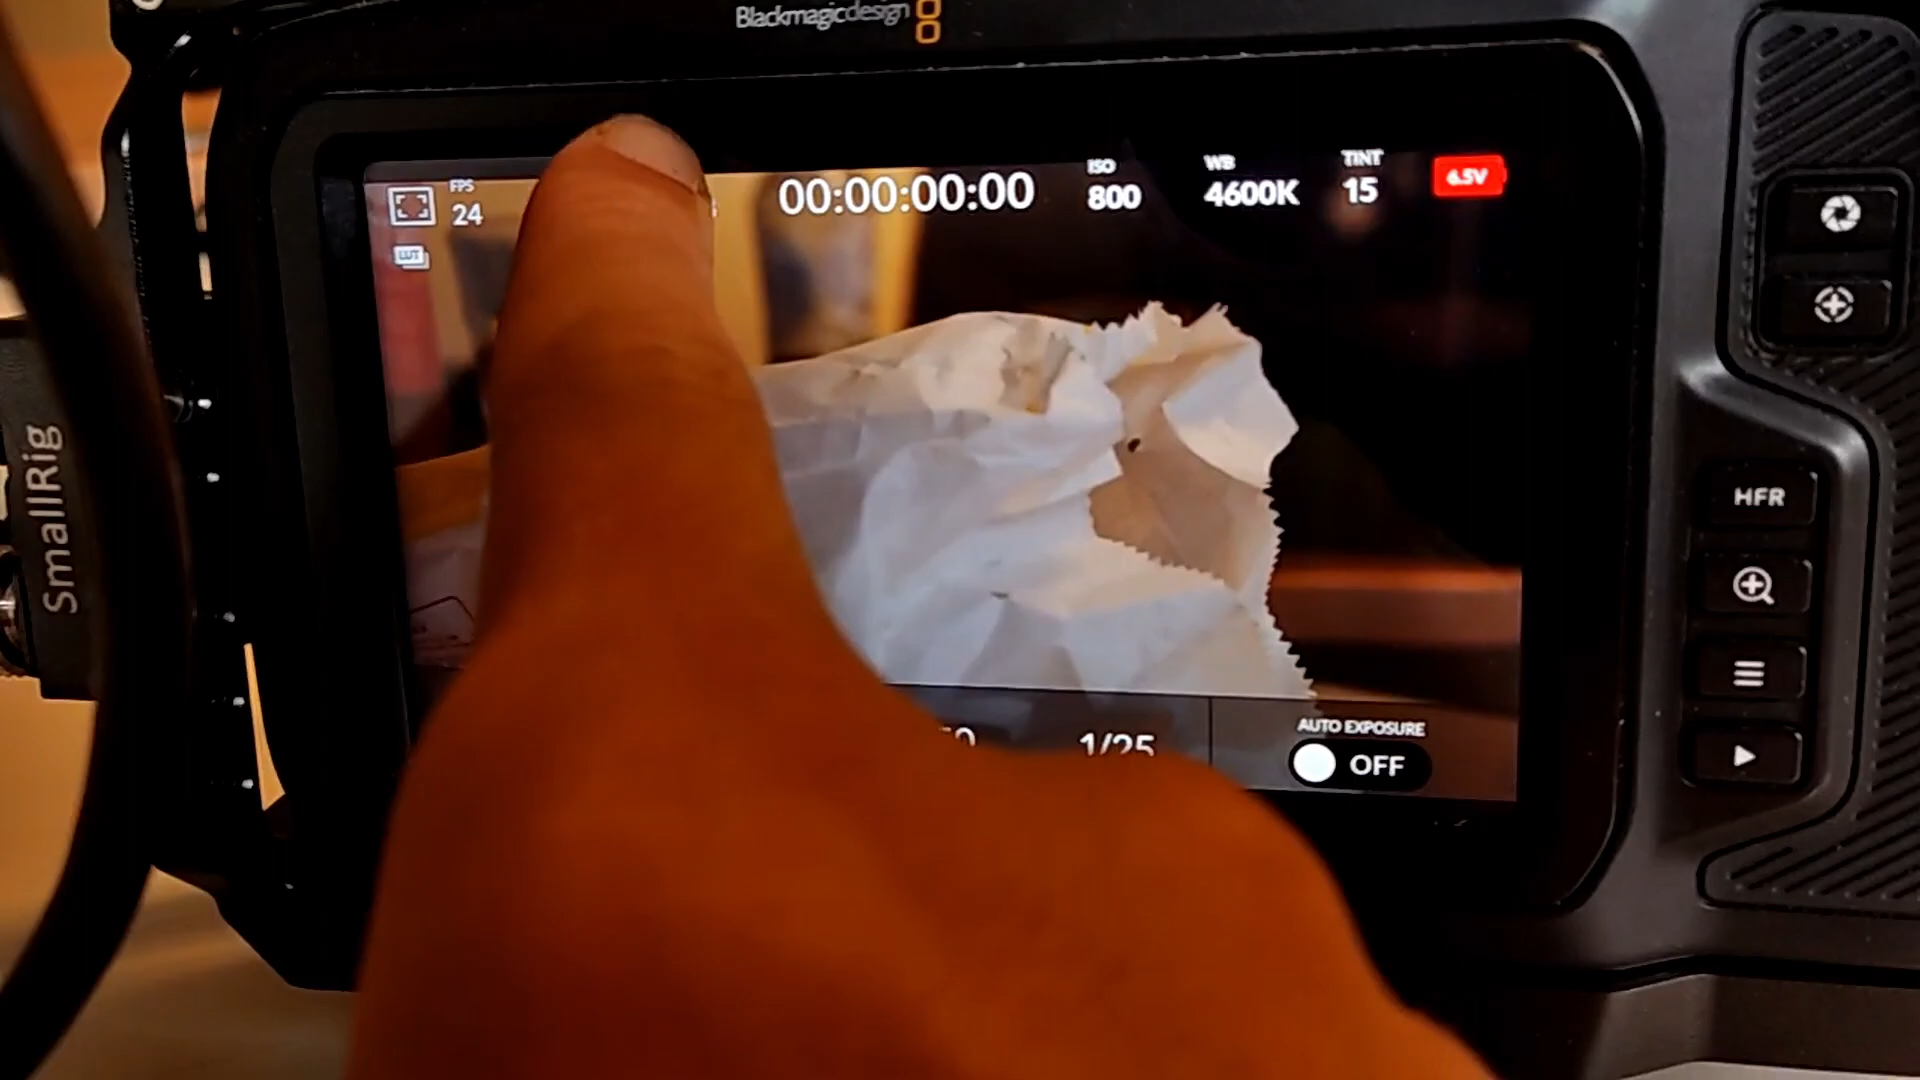 Blackmagicdesign
FPS
24
00:00:00:00
ISO
800
WB
4600K
TINT
15
6.5V
LUT
SmallRig
HFR
1/25
AUTO EXPOSURE
OFF